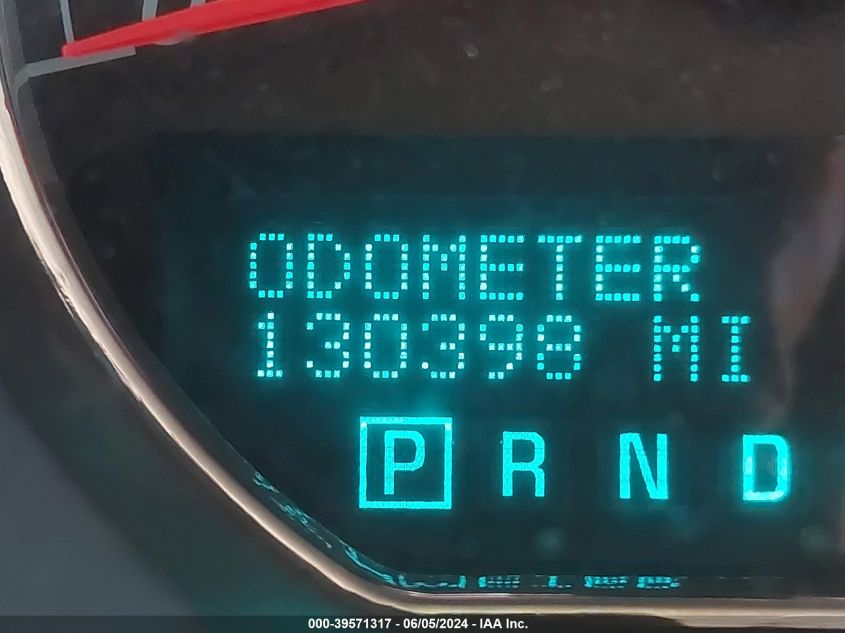 ODOMETER
130398 MI
P R N D
000-39571317 - 06/05/2024 - IAA Inc.